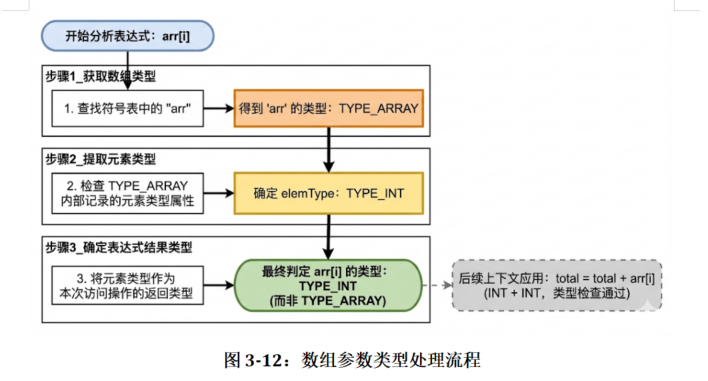 开始分析表达式：arr[i]
步骤1_获取数组类型
1. 查找符号表中的 "arr"
得到 'arr' 的类型：TYPE_ARRAY
步骤2_提取元素类型
2. 检查 TYPE_ARRAY
内部记录的元素类型属性
确定 elemType：TYPE_INT
步骤3_确定表达式结果类型
3. 将元素类型作为
本次访问操作的返回类型
最终判定 arr[i] 的类型：
TYPE_INT
(而非 TYPE_ARRAY)
后续上下文应用：total = total + arr[i]
(INT + INT，类型检查通过)
图 3-12：数组参数类型处理流程